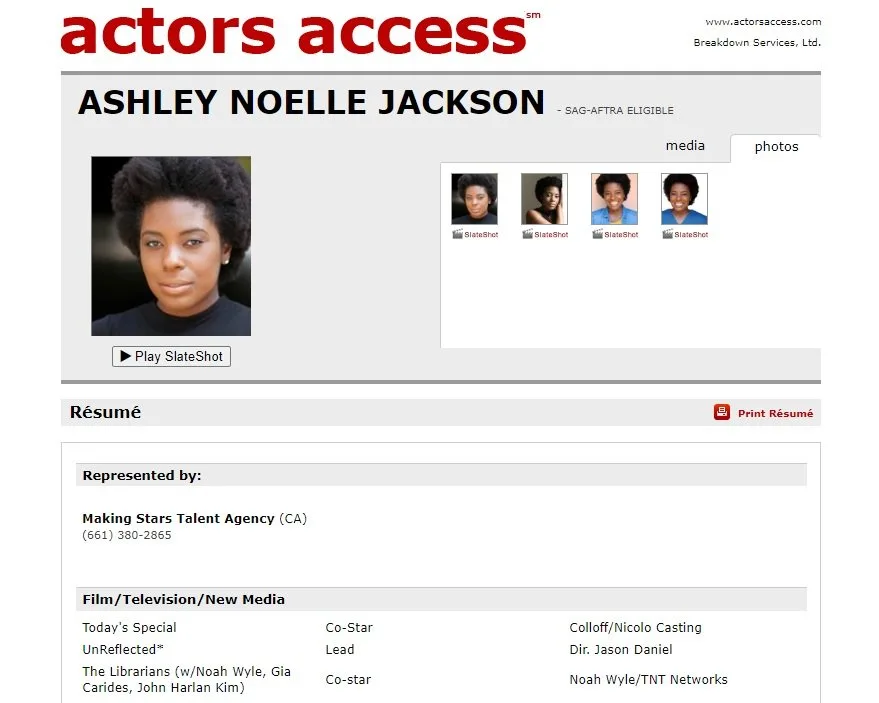 actors access sm
www.actorsaccess.com
Breakdown Services, Ltd.
ASHLEY NOELLE JACKSON - SAG-AFTRA ELIGIBLE
media photos
SlateShot SlateShot SlateShot SlateShot
Play SlateShot
Résumé Print Résumé
Represented by:
Making Stars Talent Agency (CA)
(661) 380-2865
Film/Television/New Media
Today's Special Co-Star Colloff/Nicolo Casting
UnReflected* Lead Dir. Jason Daniel
The Librarians (w/Noah Wyle, Gia
Carides, John Harlan Kim) Co-star Noah Wyle/TNT Networks